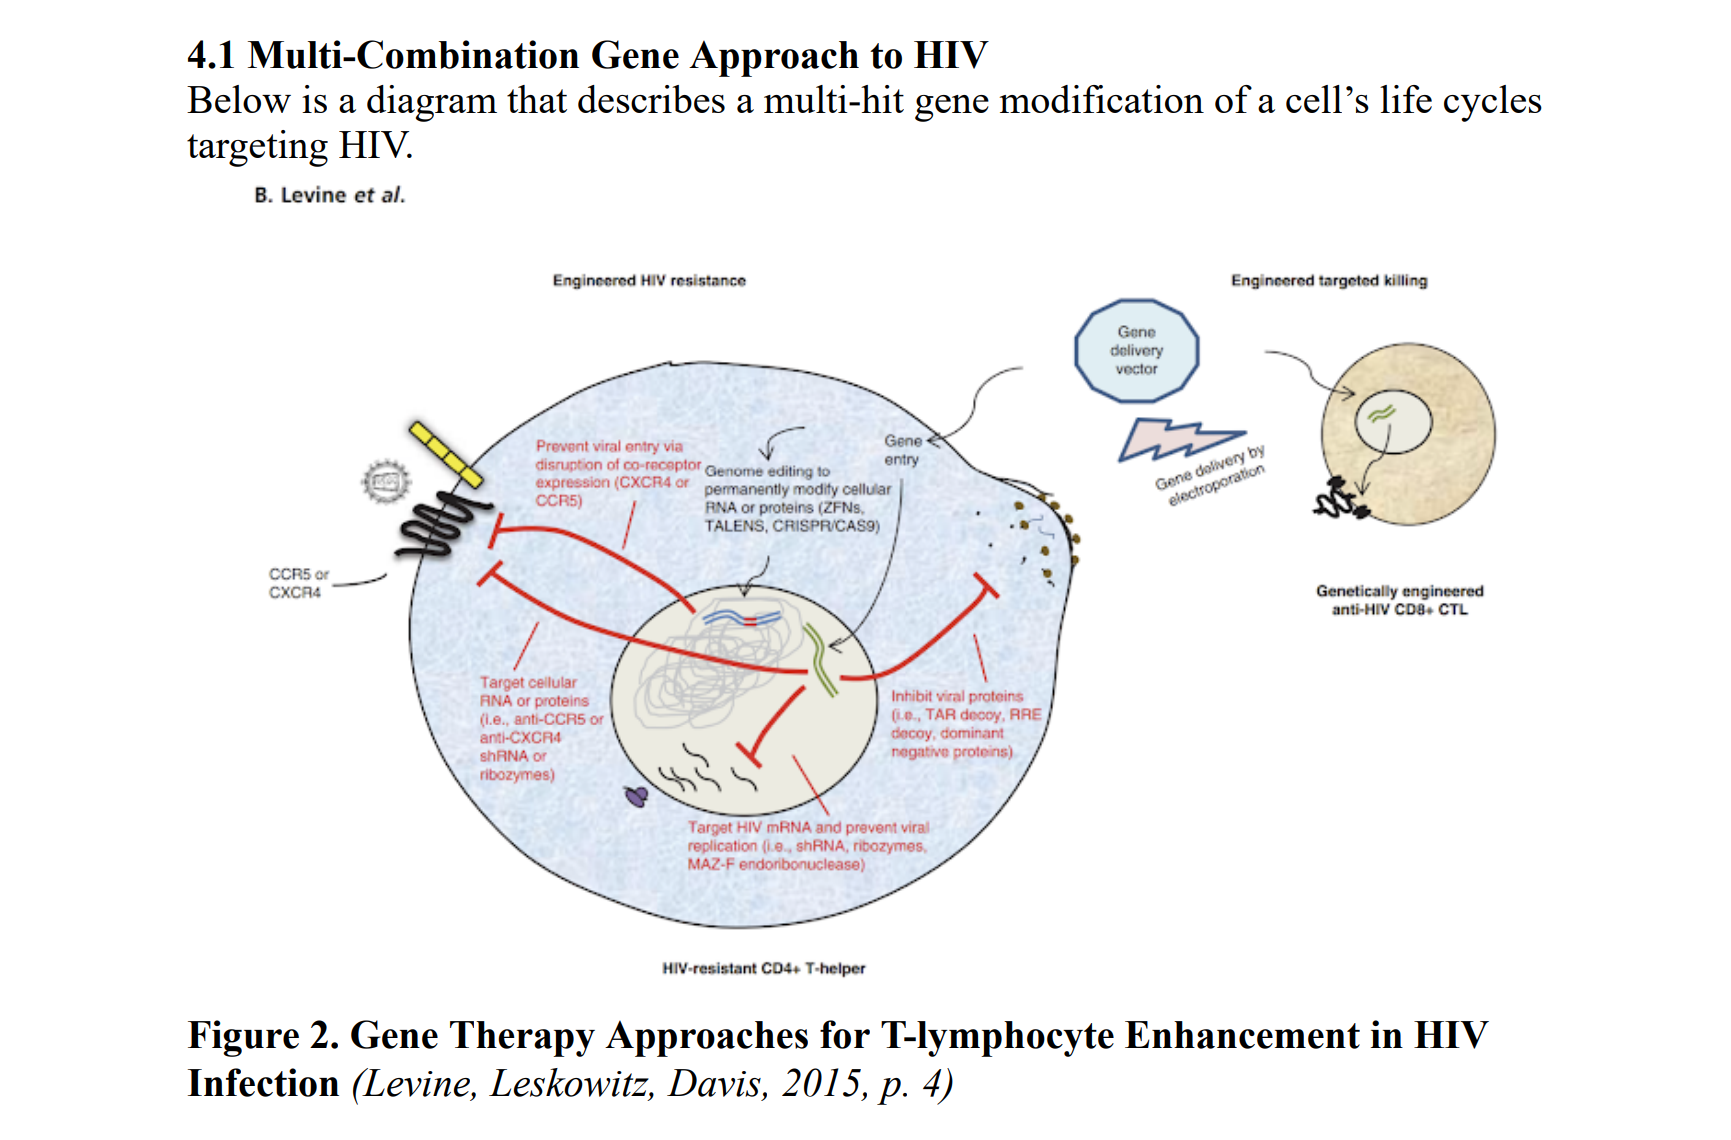 4.1 Multi-Combination Gene Approach to HIV
Below is a diagram that describes a multi-hit gene modification of a cell’s life cycles
targeting HIV.
B. Levine et al.
Engineered HIV resistance
Engineered targeted killing
Gene
delivery
vector
Gene delivery by
electroporation
Gene
entry
Prevent viral entry via
disruption of co-receptor
expression (CXCR4 or
CCR5)
Genome editing to
permanently modify cellular
RNA or proteins (ZFNs,
TALENS, CRISPR/CAS9)
CCR5 or
CXCR4
Genetically engineered
anti-HIV CD8+ CTL
Target cellular
RNA or proteins
(i.e., anti-CCR5 or
anti-CXCR4
shRNA or
ribozymes)
Inhibit viral proteins
(i.e., TAR decoy, RRE
decoy, dominant
negative proteins)
Target HIV mRNA and prevent viral
replication (i.e., shRNA, ribozymes,
MAZ-F endoribonuclease)
HIV-resistant CD4+ T-helper
Figure 2. Gene Therapy Approaches for T-lymphocyte Enhancement in HIV
Infection (Levine, Leskowitz, Davis, 2015, p. 4)